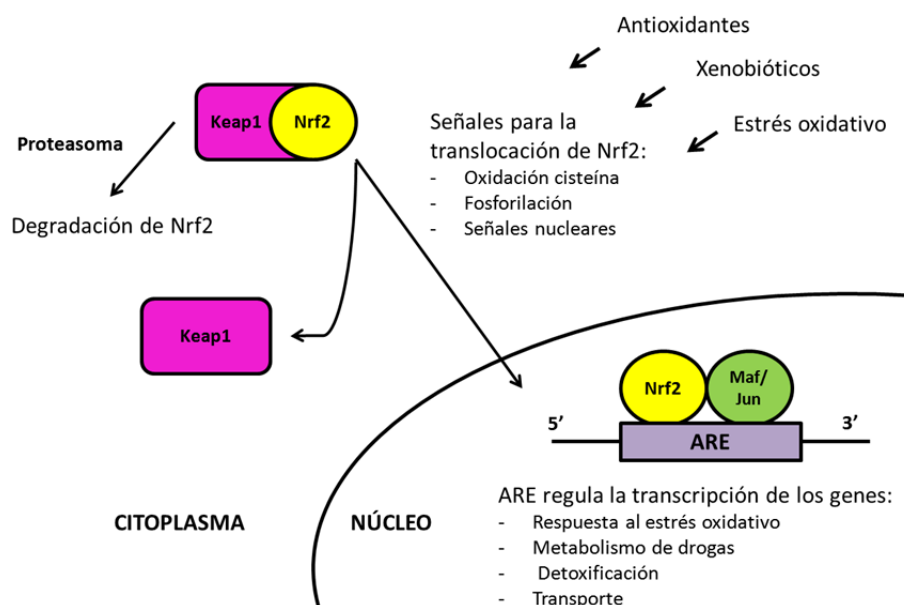 Antioxidantes
Xenobióticos
Estrés oxidativo
Keap1
Nrf2
Proteasoma
Degradación de Nrf2
Señales para la
translocación de Nrf2:
- Oxidación cisteína
- Fosforilación
- Señales nucleares
Keap1
Nrf2
Maf/
Jun
5’
3’
ARE
CITOPLASMA
NÚCLEO
ARE regula la transcripción de los genes:
- Respuesta al estrés oxidativo
- Metabolismo de drogas
- Detoxificación
- Transporte